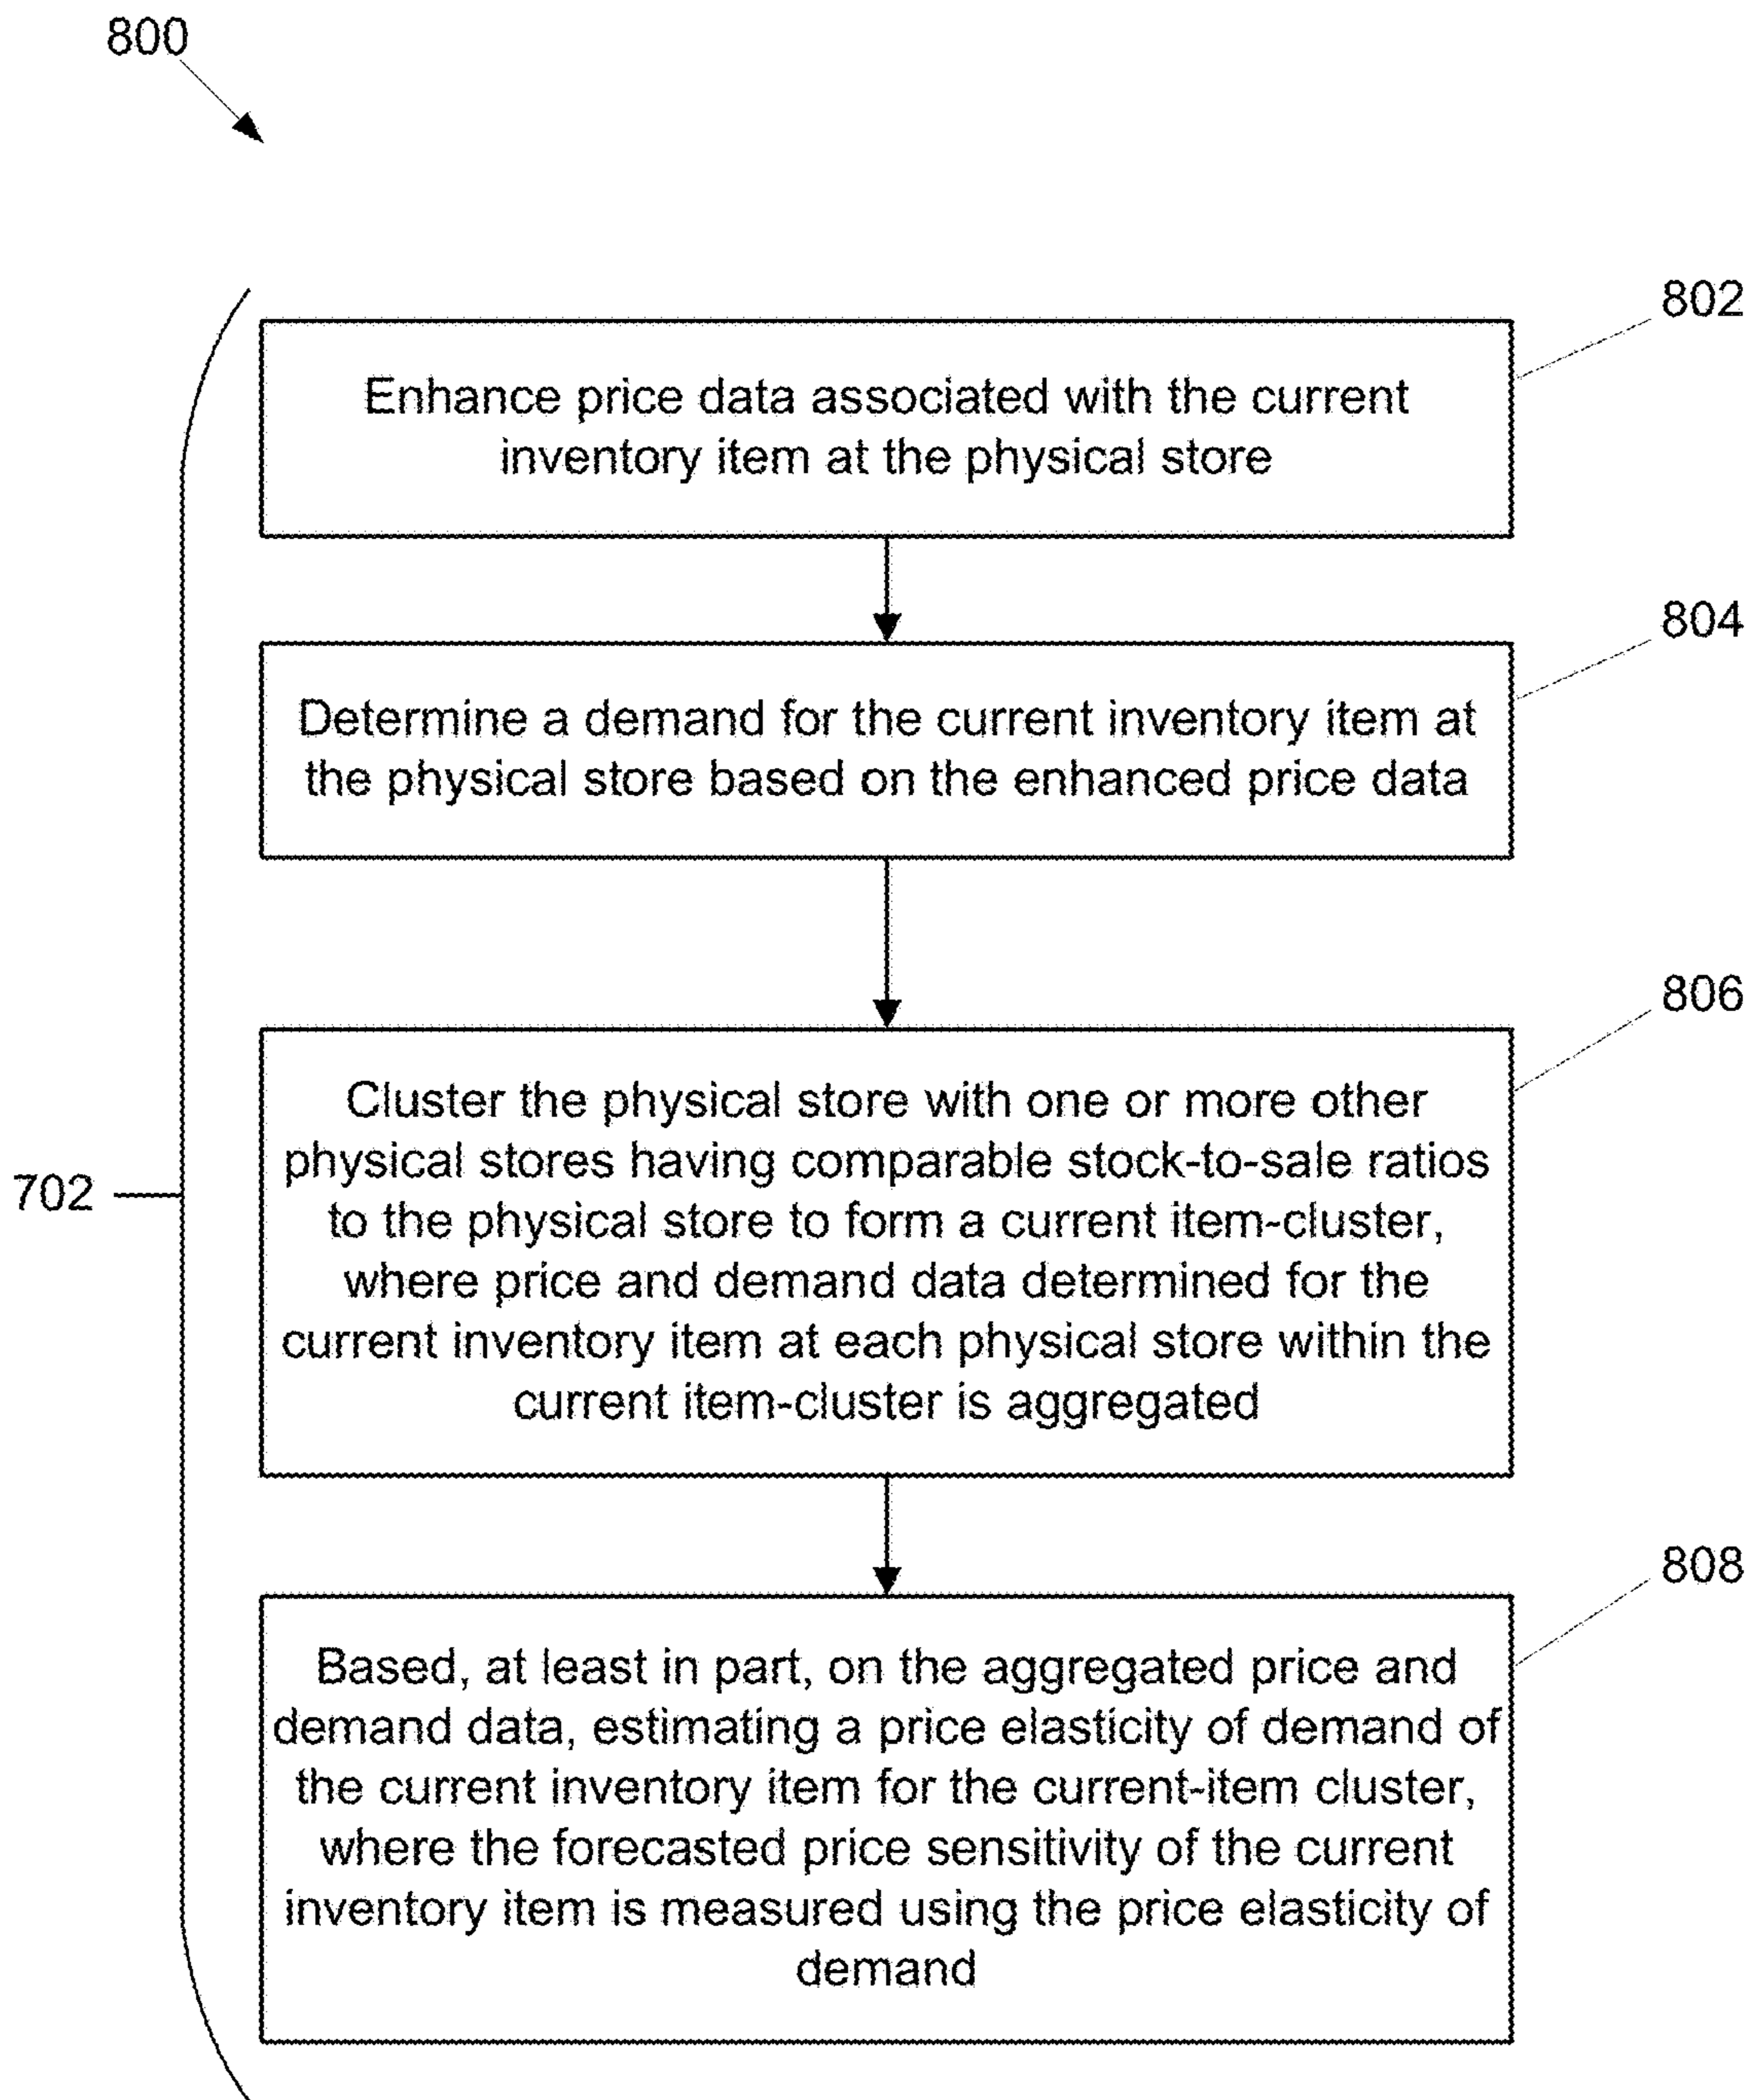 800
802
Enhance price data associated with the current
inventory item at the physical store
804
Determine a demand for the current inventory item at
the physical store based on the enhanced price data
806
Cluster the physical store with one or more other
physical stores having comparable stock-to-sale ratios
to the physical store to form a current item-cluster,
where price and demand data determined for the
current inventory item at each physical store within the
current item-cluster is aggregated
702
808
Based, at least in part, on the aggregated price and
demand data, estimating a price elasticity of demand of
the current inventory item for the current-item cluster,
where the forecasted price sensitivity of the current
inventory item is measured using the price elasticity of
demand